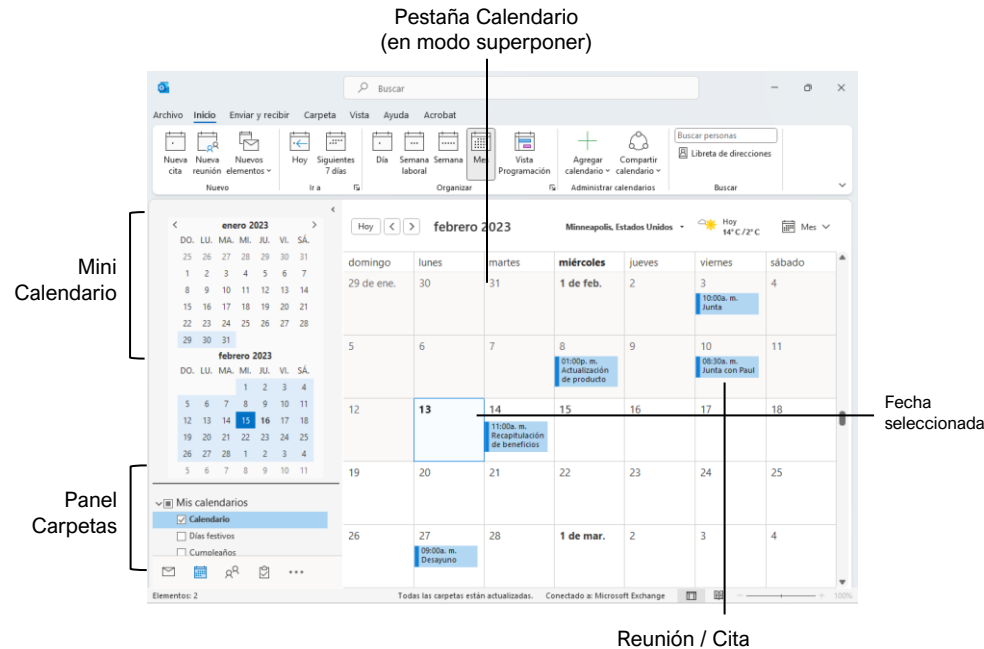 Pestaña Calendario
(en modo superponer)
Buscar
Archivo Inicio Enviar y recibir Carpeta Vista Ayuda Acrobat
Nueva cita
Nueva reunión
Nuevos elementos
Hoy
Siguientes 7 días
Día
Semana laboral
Semana
Mes
Vista Programación
Agregar calendario
Compartir calendario
Buscar personas
Libreta de direcciones
Nuevo Ir a Organizar Administrar calendarios Buscar
Mini
Calendario
enero 2023
DO. LU. MA. MI. JU. VI. SÁ.
25 26 27 28 29 30 31
1 2 3 4 5 6 7
8 9 10 11 12 13 14
15 16 17 18 19 20 21
22 23 24 25 26 27 28
29 30 31
febrero 2023
DO. LU. MA. MI. JU. VI. SÁ.
1 2 3 4
5 6 7 8 9 10 11
12 13 14 15 16 17 18
19 20 21 22 23 24 25
26 27 28 1 2 3 4
5 6 7 8 9 10 11
Panel
Carpetas
Mis calendarios
Calendario
Días festivos
Cumpleaños
Hoy febrero 2023 Minneapolis, Estados Unidos
Hoy
14° C / 2° C
Mes
domingo lunes martes miércoles jueves viernes sábado
29 de ene. 30 31 1 de feb. 2 3 4
10:00a. m.
Junta
5 6 7 8 9 10 11
01:00p. m.
Actualización
de producto
08:30a. m.
Junta con Paul
12 13 14 15 16 17 18
11:00a. m.
Recapitulación
de beneficios
Fecha
seleccionada
19 20 21 22 23 24 25
26 27 28 1 de mar. 2 3 4
09:00a. m.
Desayuno
Elementos: 2 Todas las carpetas están actualizadas. Conectado a: Microsoft Exchange 100%
Reunión / Cita